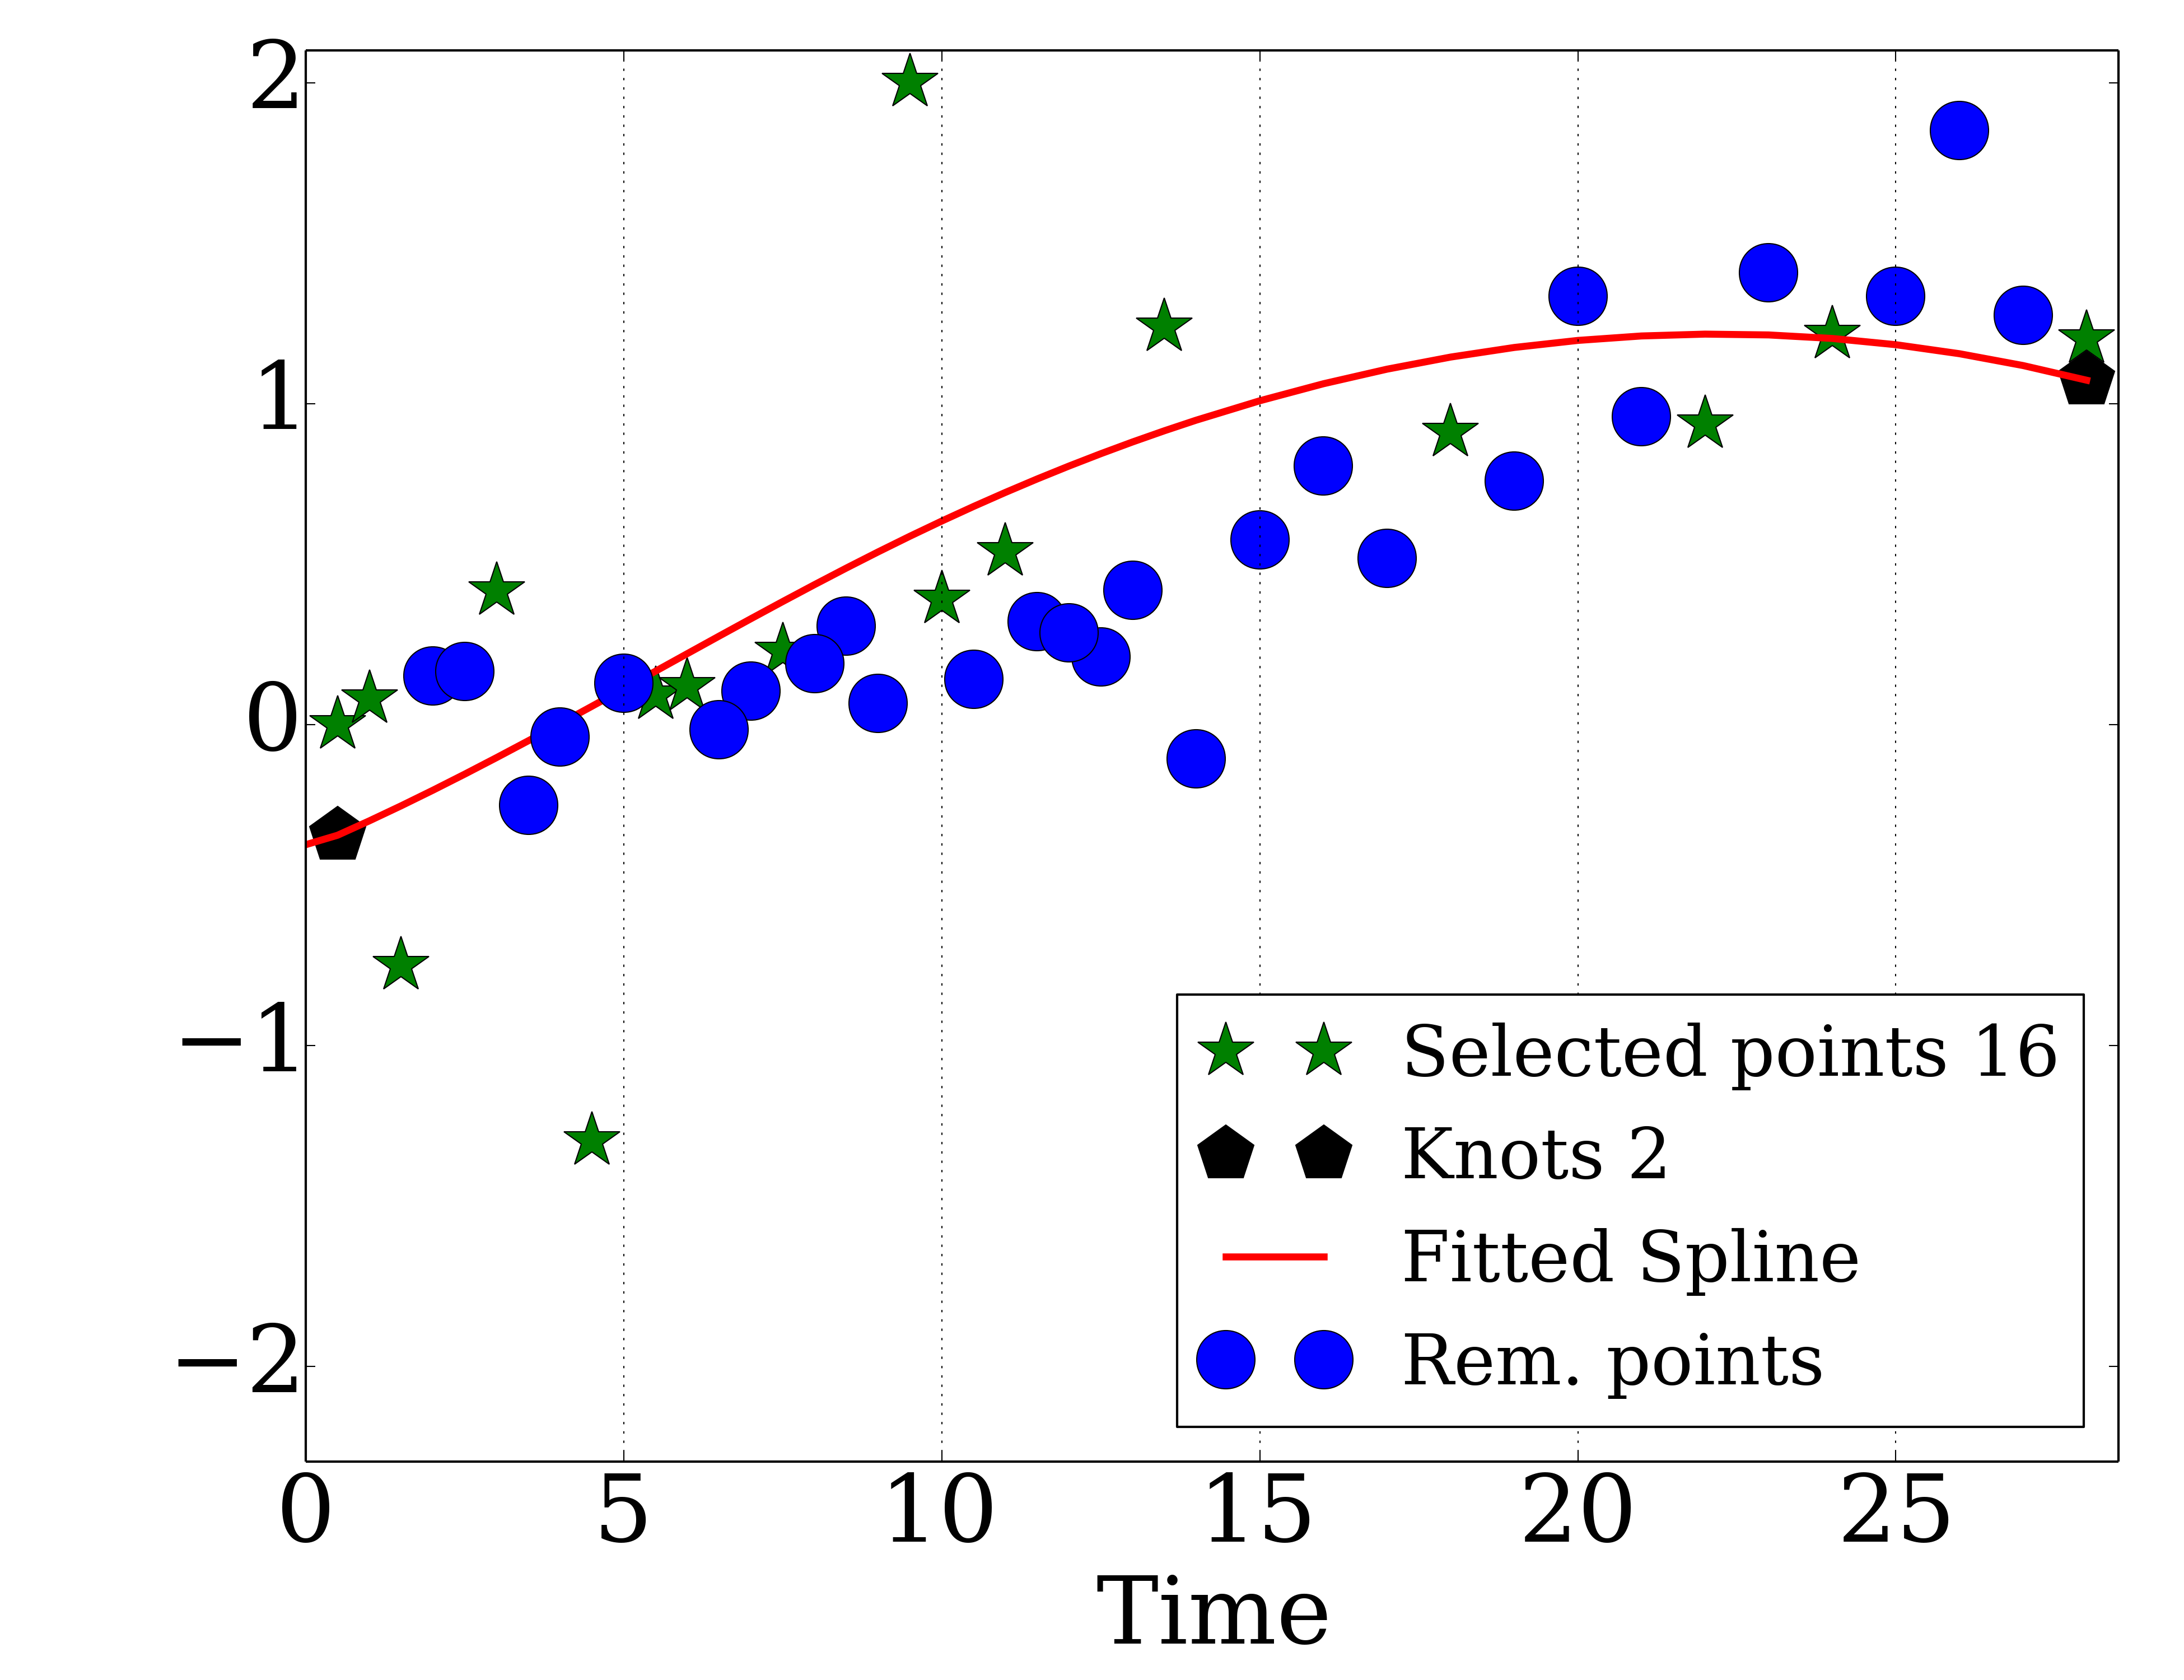 2
1
0
−1
−2
0 5 10 15 20 25
Time
Selected points 16
Knots 2
Fitted Spline
Rem. points